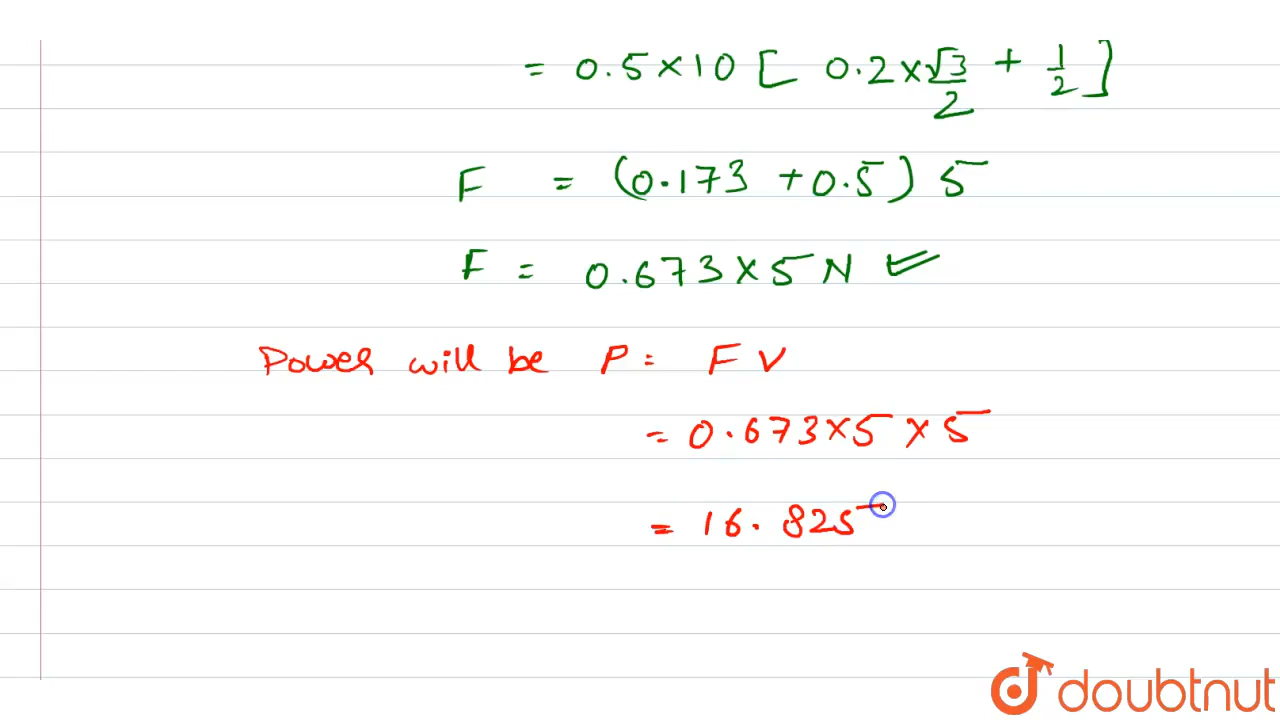 = 0.5×10 [ 0.2×√3/2 + 1/2 ]
F = (0.173 + 0.5) 5
F = 0.673×5 N
Power will be P = F V
= 0.673×5 × 5
= 16.825
doubtnut